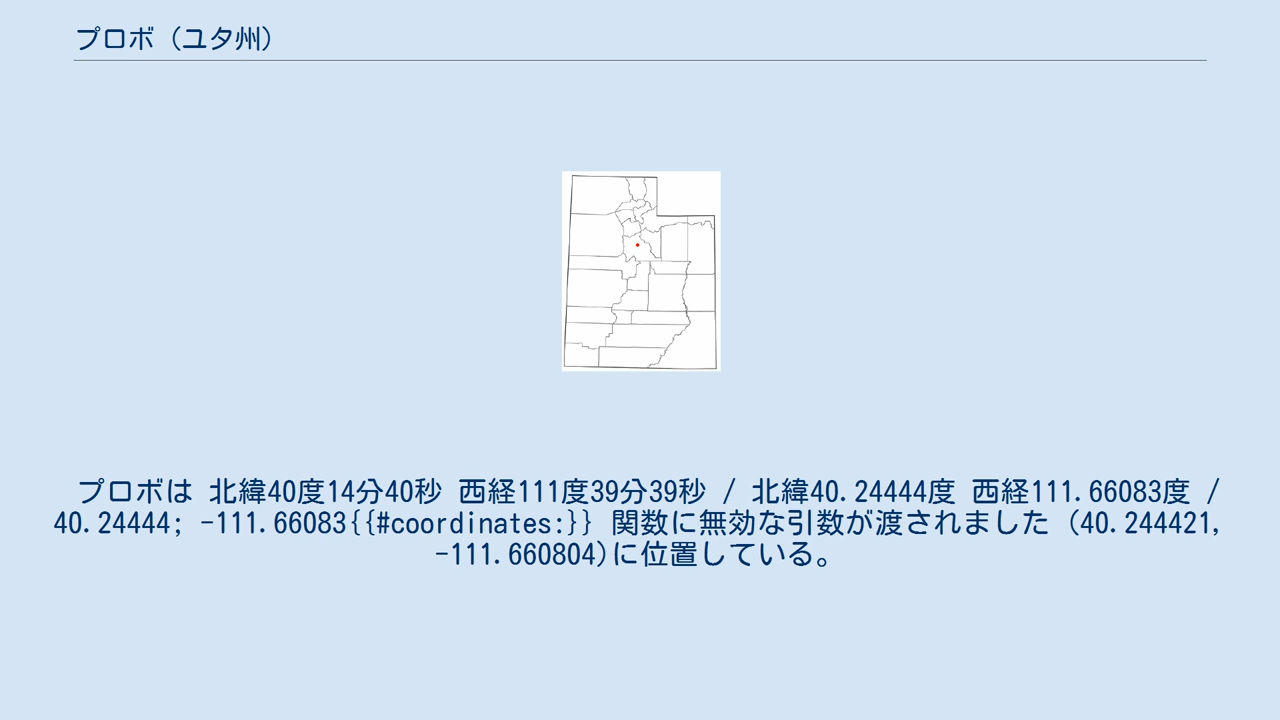 プロボ (ユタ州)
プロボは 北緯40度14分40秒 西経111度39分39秒 / 北緯40.24444度 西経111.66083度 /
40.24444; -111.66083{{#coordinates:}} 関数に無効な引数が渡されました (40.244421,
-111.660804)に位置している。